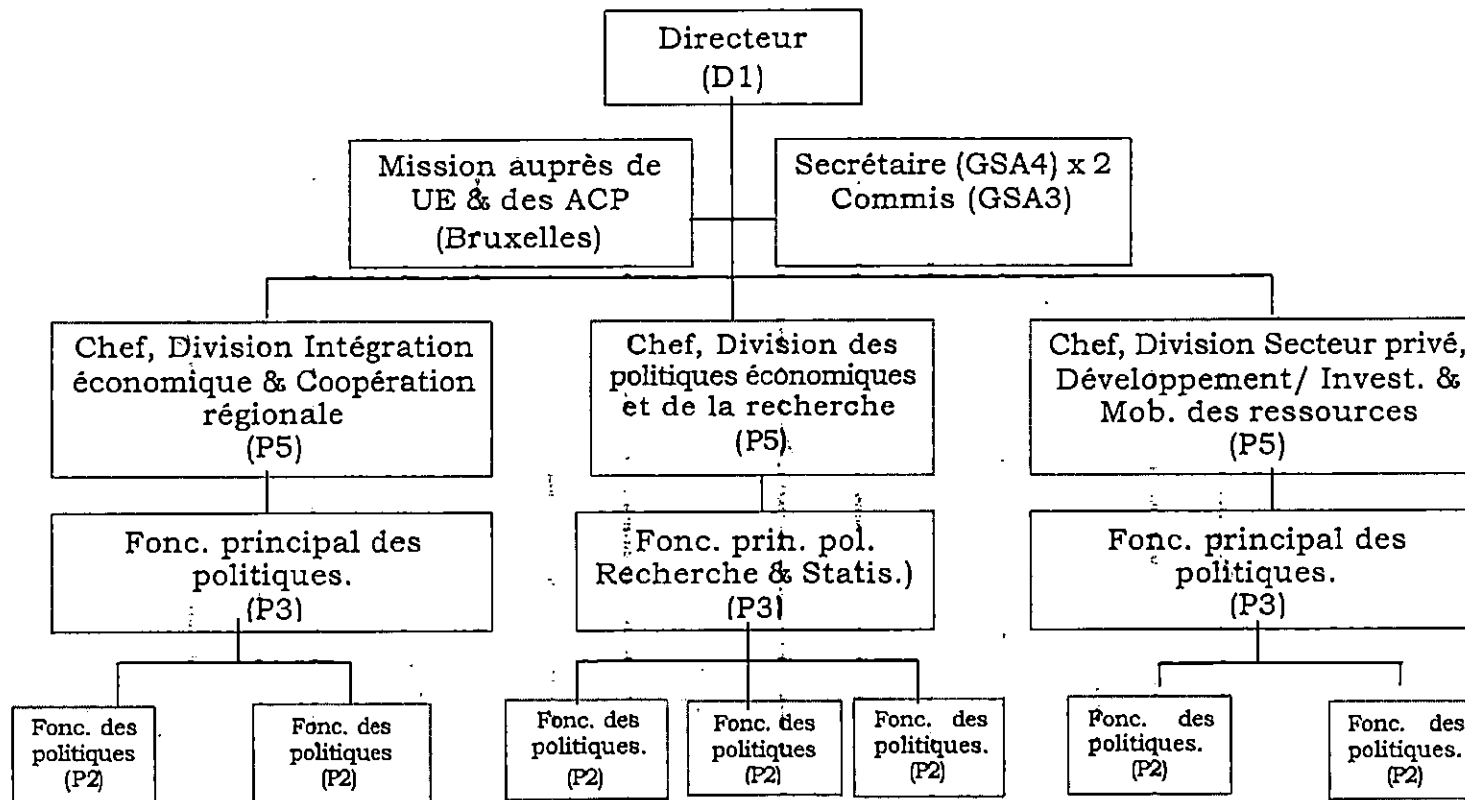 Directeur
(D1)
Mission auprès de
UE & des ACP
(Bruxelles)
Secrétaire (GSA4) x 2
Commis (GSA3)
Chef, Division Intégration
économique & Coopération
régionale
(P5)
Chef, Division des
politiques économiques
et de la recherche
(P5)
Chef, Division Secteur privé,
Développement/ Invest. &
Mob. des ressources
(P5)
Fonc. principal des
politiques.
(P3)
Fonc. prin. pol.
Recherche & Statis.)
(P3)
Fonc. principal des
politiques.
(P3)
Fonc. des
politiques
(P2)
Fonc. des
politiques
(P2)
Fonc. des
politiques.
(P2)
Fonc. des
politiques
(P2)
Fonc. des
politiques.
(P2)
Fonc. des
politiques.
(P2)
Fonc. des
politiques.
(P2)